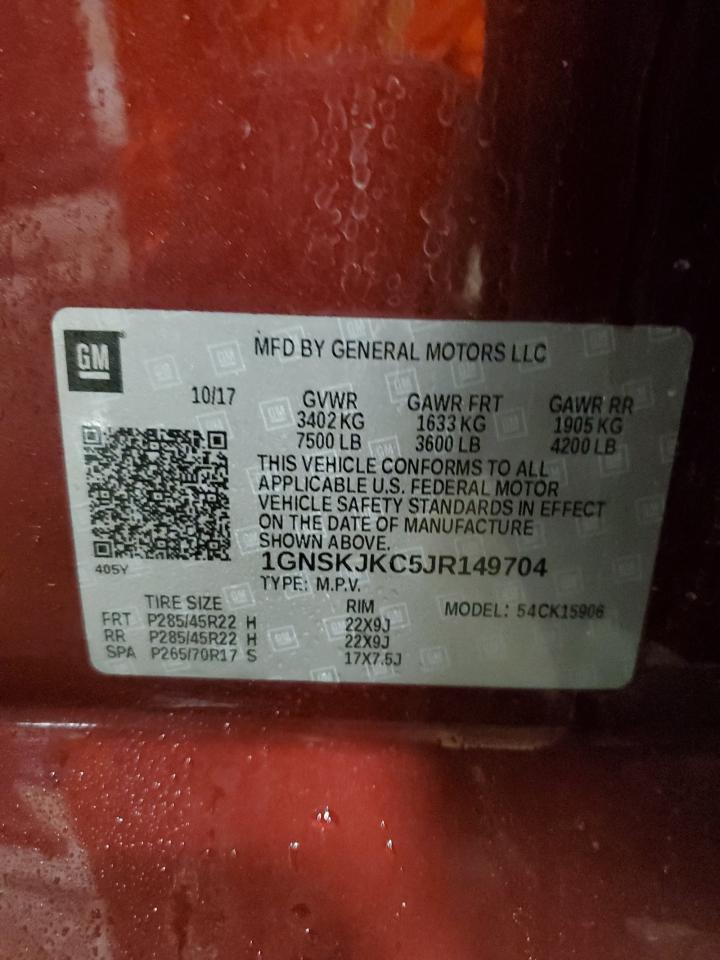 GM
MFD BY GENERAL MOTORS LLC
10/17
GVWR GAWR FRT GAWR RR
3402 KG 1633 KG 1905 KG
7500 LB 3600 LB 4200 LB
THIS VEHICLE CONFORMS TO ALL
APPLICABLE U.S. FEDERAL MOTOR
VEHICLE SAFETY STANDARDS IN EFFECT
ON THE DATE OF MANUFACTURE
SHOWN ABOVE.
405Y
1GNSKJKC5JR149704
TYPE: M.P.V.
TIRE SIZE RIM MODEL: 54CK15906
FRT P285/45R22 H 22X9J
RR P285/45R22 H 22X9J
SPA P265/70R17 S 17X7.5J